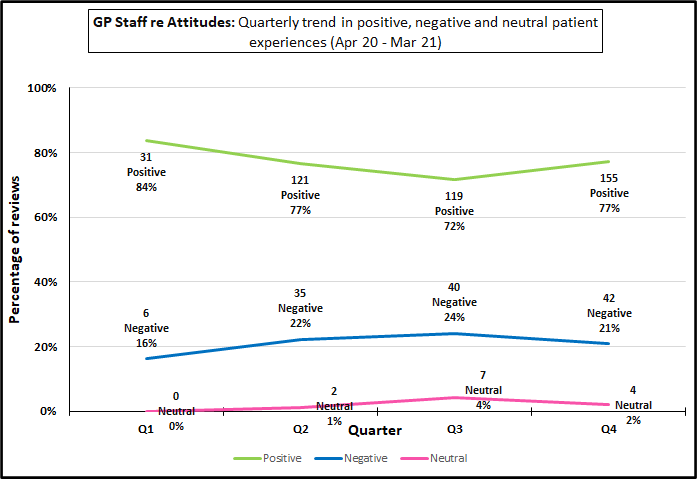 GP Staff re Attitudes: Quarterly trend in positive, negative and neutral patient
experiences (Apr 20 - Mar 21)
Percentage of reviews
100%
80%
60%
40%
20%
0%
31
Positive
84%
121
Positive
77%
119
Positive
72%
155
Positive
77%
6
Negative
16%
35
Negative
22%
40
Negative
24%
42
Negative
21%
0
Neutral
0%
2
Neutral
1%
7
Neutral
4%
4
Neutral
2%
Q1
Q2
Q3
Q4
Quarter
Positive
Negative
Neutral